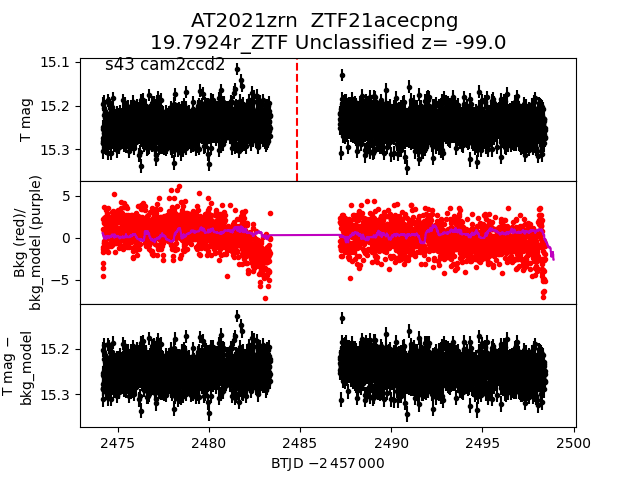 AT2021zrn  ZTF21acecpng
19.7924r_ZTF Unclassified z= -99.0
s43 cam2ccd2
T mag
15.1
15.2
15.3
Bkg (red)/
bkg_model (purple)
5
0
−5
T mag −
bkg_model
15.2
15.3
2475 2480 2485 2490 2495 2500
BTJD −2 457 000